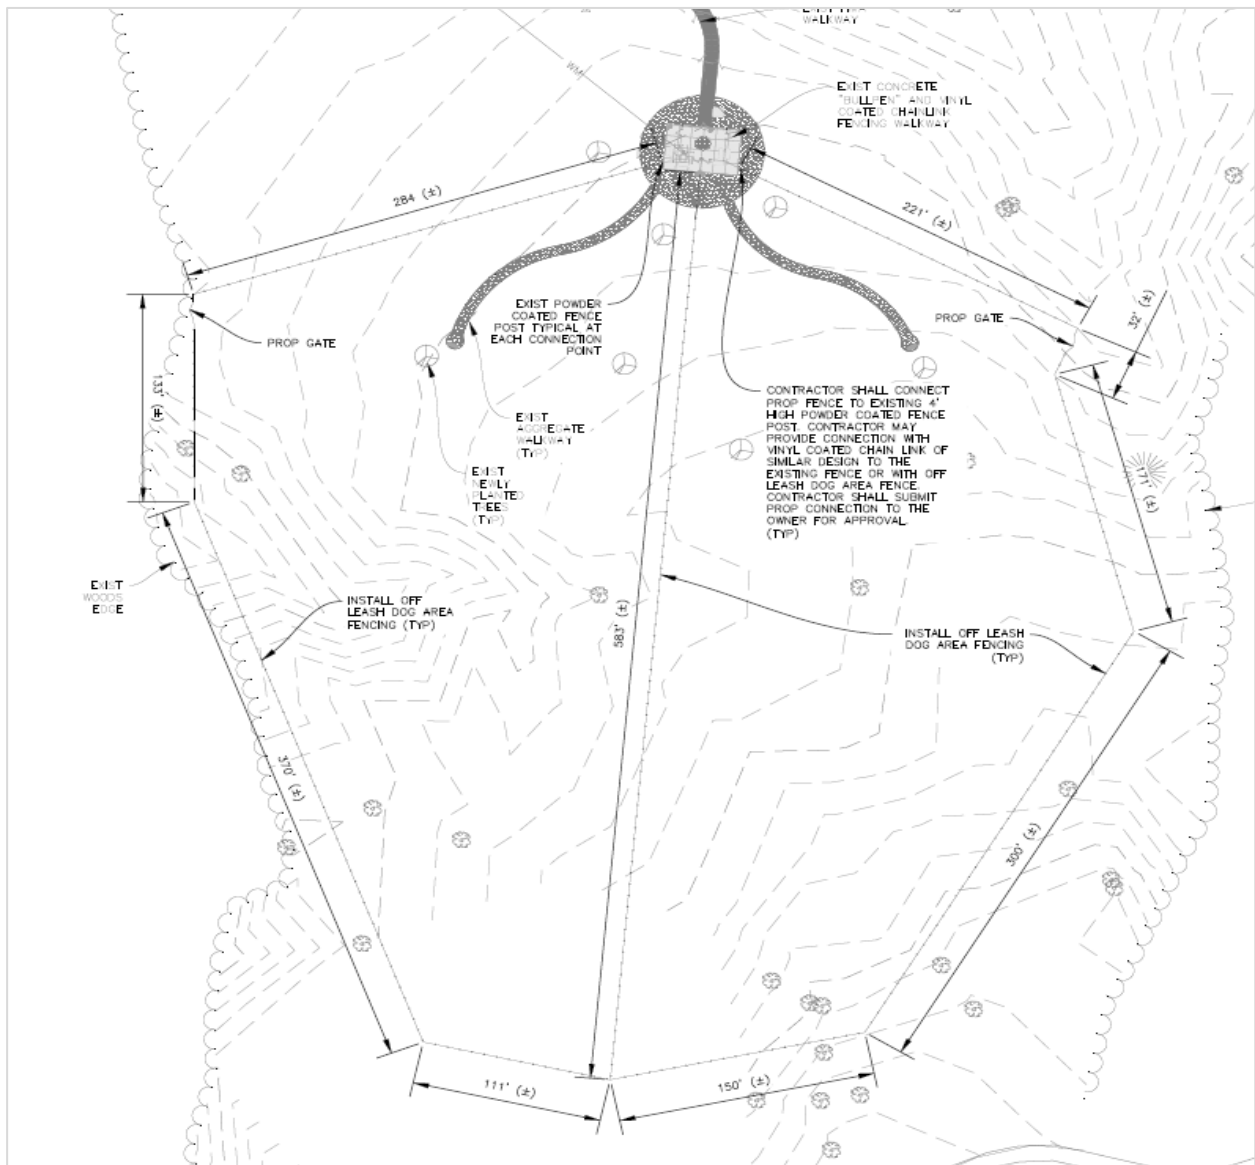 WALKWAY
WM
EXIST CONCRETE
"BULLPEN" AND VINYL
COATED CHAINLINK
FENCING WALKWAY
284 (±)
221' (±)
32' (±)
EXIST POWDER
COATED FENCE
POST TYPICAL AT
EACH CONNECTION
POINT
PROP GATE
PROP GATE
133' (±)
CONTRACTOR SHALL CONNECT
PROP FENCE TO EXISTING 4'
HIGH POWDER COATED FENCE
POST. CONTRACTOR MAY
PROVIDE CONNECTION WITH
VINYL COATED CHAIN LINK OF
SIMILAR DESIGN TO THE
EXISTING FENCE OR WITH OFF
LEASH DOG AREA FENCE.
CONTRACTOR SHALL SUBMIT
PROP CONNECTION TO THE
OWNER FOR APPROVAL.
(TYP)
EXIST
AGGREGATE
WALKWAY
(TYP)
EXIST
NEWLY
PLANTED
TREES
(TYP)
171' (±)
EXIST
WOODS
EDGE
INSTALL OFF
LEASH DOG AREA
FENCING (TYP)
583' (±)
INSTALL OFF LEASH
DOG AREA FENCING
(TYP)
370' (±)
300' (±)
111' (±)
150' (±)